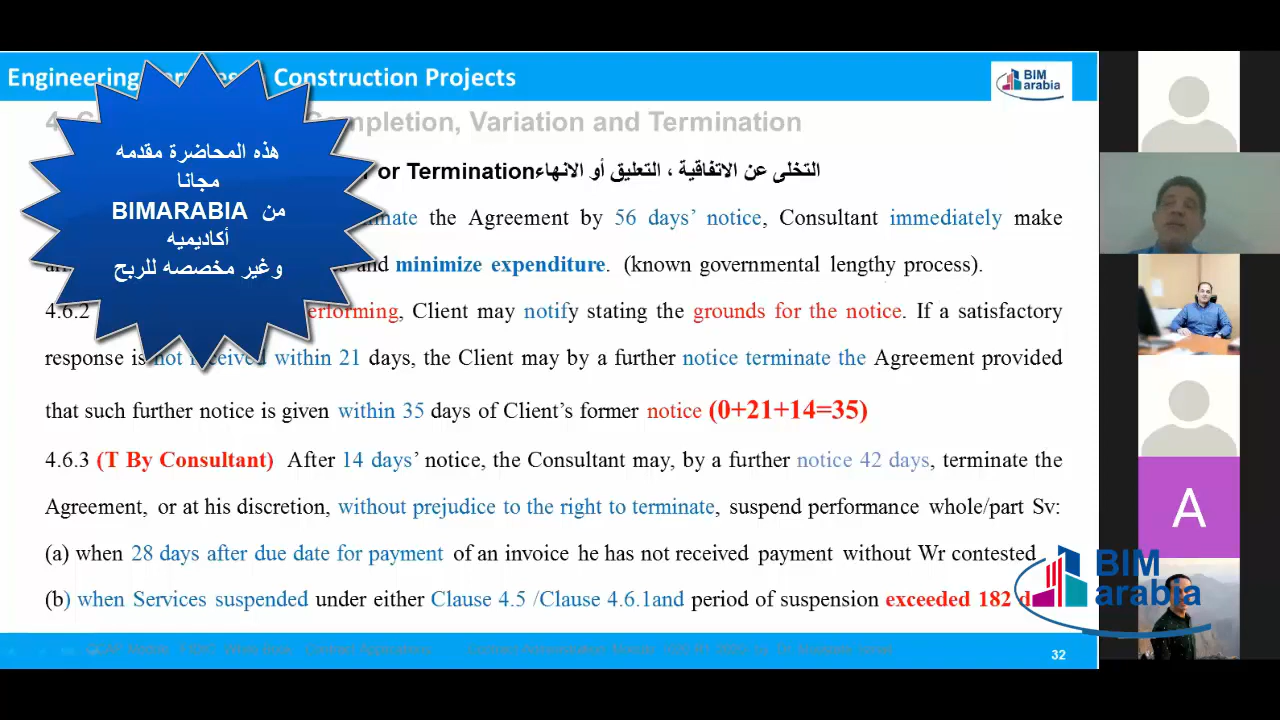 Engineering Construction Projects
BIM
arabia
mpletion, Variation and Termination
or Termination التخلى عن الاتفاقية ، التعليق أو الانهاء
هذه المحاضرة مقدمه
مجانا
من BIMARABIA
أكاديميه
وغير مخصصه للربح
the Agreement by 56 days' notice, Consultant immediately make
and minimize expenditure. (known governmental lengthy process).
4.6.2 erforming, Client may notify stating the grounds for the notice. If a satisfactory
response is not received within 21 days, the Client may by a further notice terminate the Agreement provided
that such further notice is given within 35 days of Client's former notice (0+21+14=35)
4.6.3 (T By Consultant) After 14 days' notice, the Consultant may, by a further notice 42 days, terminate the
Agreement, or at his discretion, without prejudice to the right to terminate, suspend performance whole/part Sv:
(a) when 28 days after due date for payment of an invoice he has not received payment without Wr contested
(b) when Services suspended under either Clause 4.5 /Clause 4.6.1and period of suspension exceeded 182 d
A
BIM
arabia
32